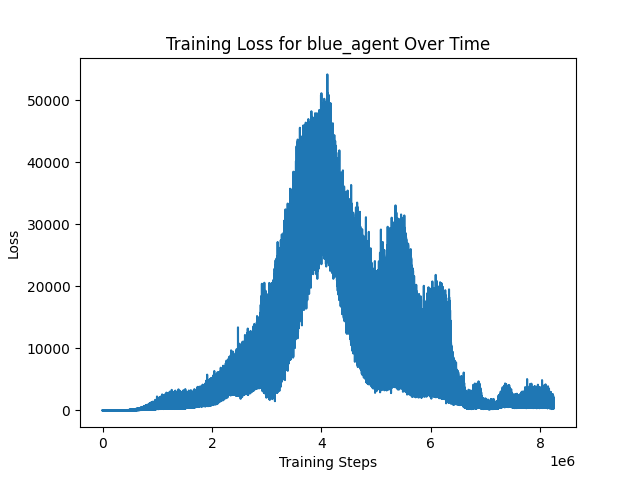 Training Loss for blue_agent Over Time
50000
40000
30000
20000
10000
0
Loss
0 2 4 6 8
1e6
Training Steps